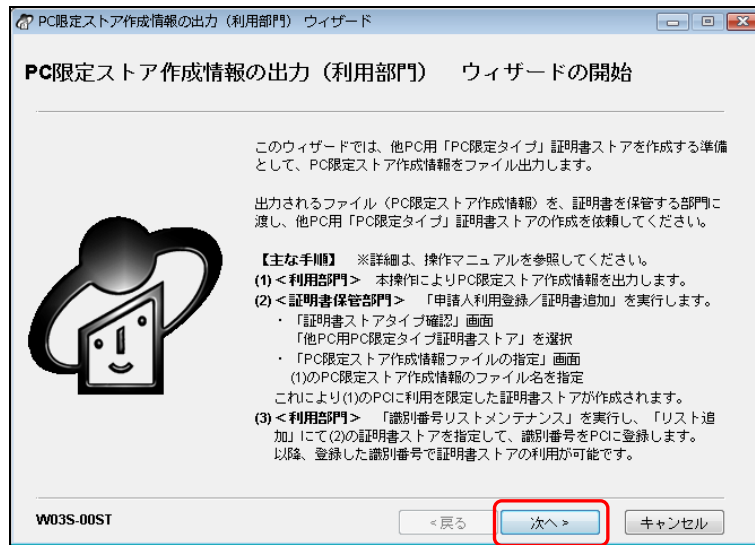 PC限定ストア作成情報の出力（利用部門） ウィザード
PC限定ストア作成情報の出力（利用部門）　ウィザードの開始
このウィザードでは、他PC用「PC限定タイプ」証明書ストアを作成する準備
として、PC限定ストア作成情報をファイル出力します。
出力されるファイル（PC限定ストア作成情報）を、証明書を保管する部門に
渡し、他PC用「PC限定タイプ」証明書ストアの作成を依頼してください。
【主な手順】　※詳細は、操作マニュアルを参照してください。
(1)＜利用部門＞　本操作によりPC限定ストア作成情報を出力します。
(2)＜証明書保管部門＞　「申請人利用登録／証明書追加」を実行します。
・「証明書ストアタイプ確認」画面
「他PC用PC限定タイプ証明書ストア」を選択
・「PC限定ストア作成情報ファイルの指定」画面
(1)のPC限定ストア作成情報のファイル名を指定
これにより(1)のPCに利用を限定した証明書ストアが作成されます。
(3)＜利用部門＞　「識別番号リストメンテナンス」を実行し、「リスト追
加」にて(2)の証明書ストアを指定して、識別番号をPCに登録します。
以降、登録した識別番号で証明書ストアの利用が可能です。
W03S-00ST
<戻る
次へ>
キャンセル